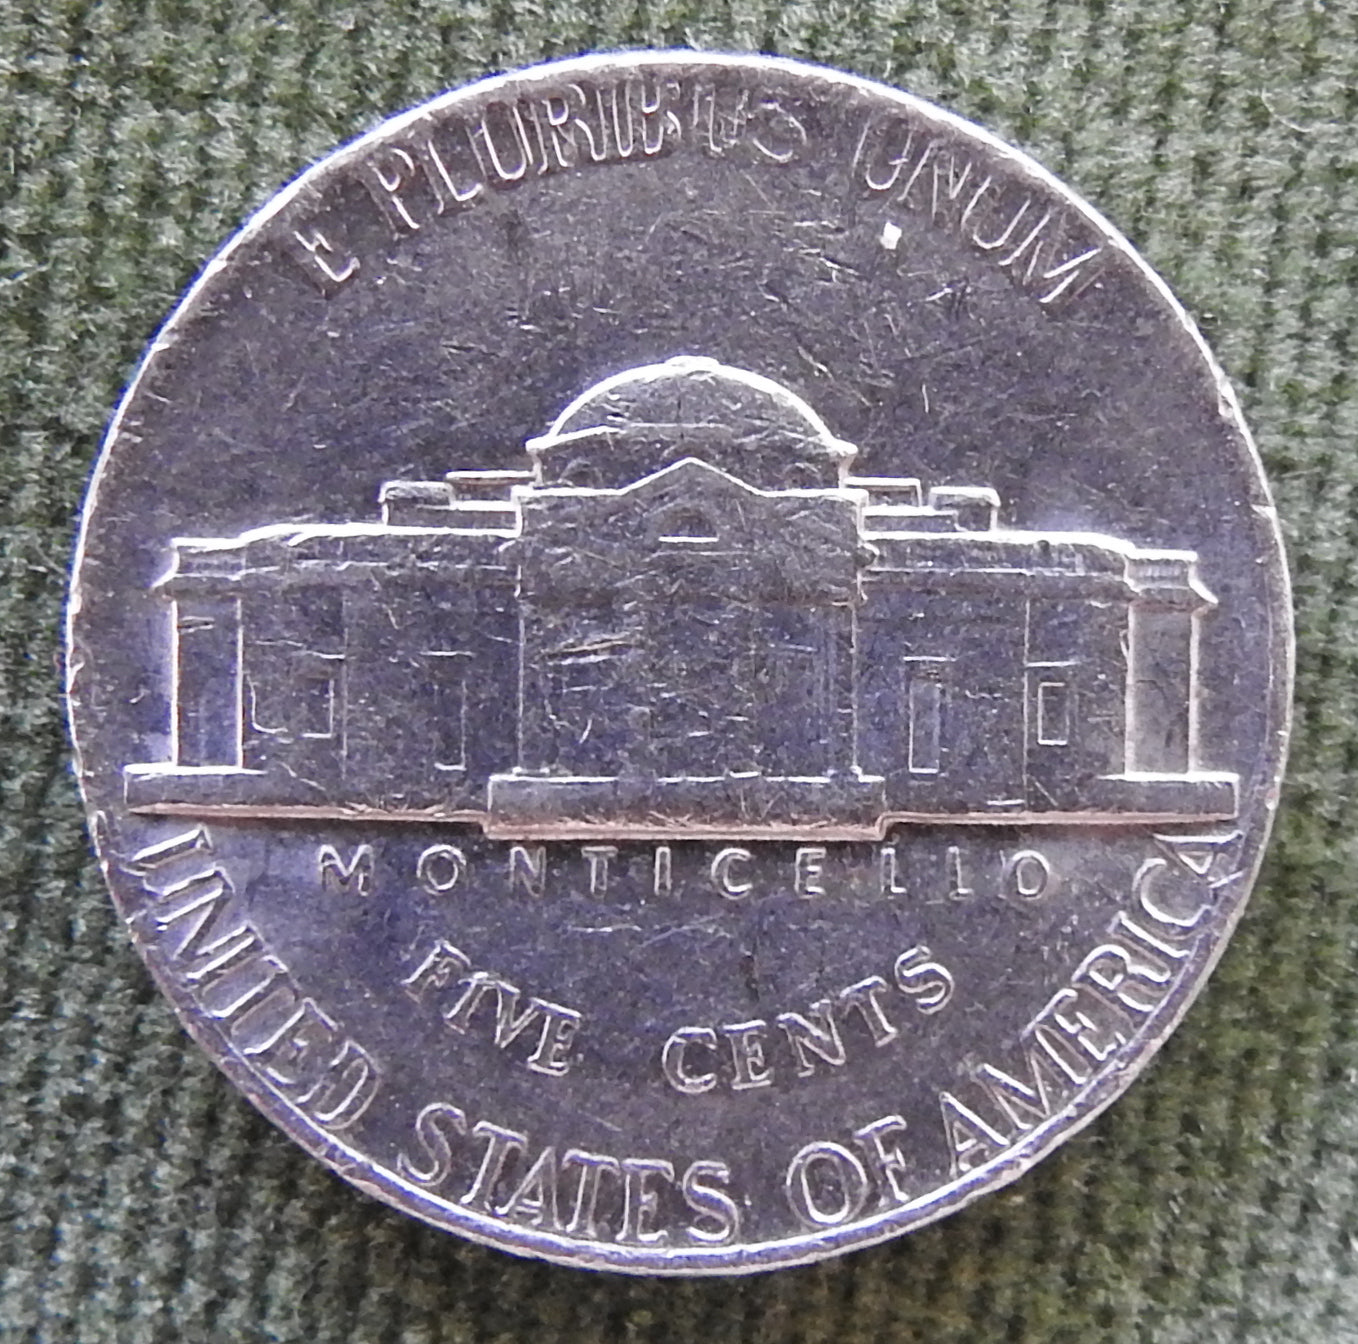 E PLURIBUS UNUM
MONTICELLO
FIVE CENTS
UNITED STATES OF AMERICA